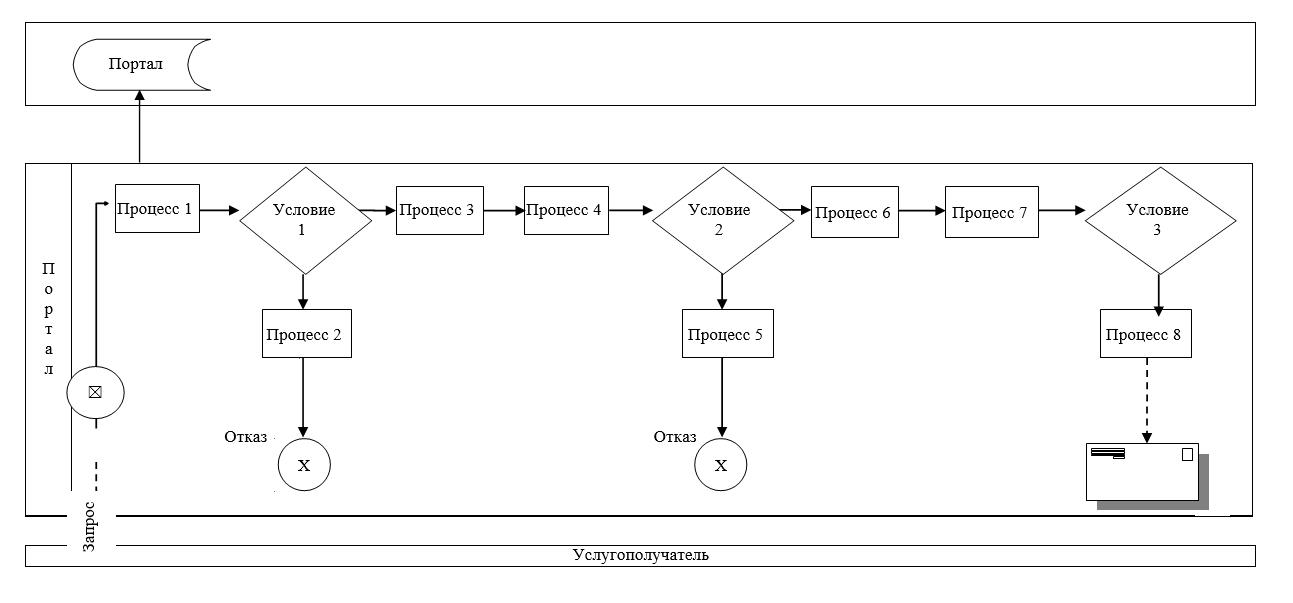 Портал
Портал
Процесс 1
Условие
1
Процесс 3
Процесс 4
Условие
2
Процесс 6
Процесс 7
Условие
3
Процесс 2
Процесс 5
Процесс 8
Отказ
X
Отказ
X
Запрос
Услугополучатель